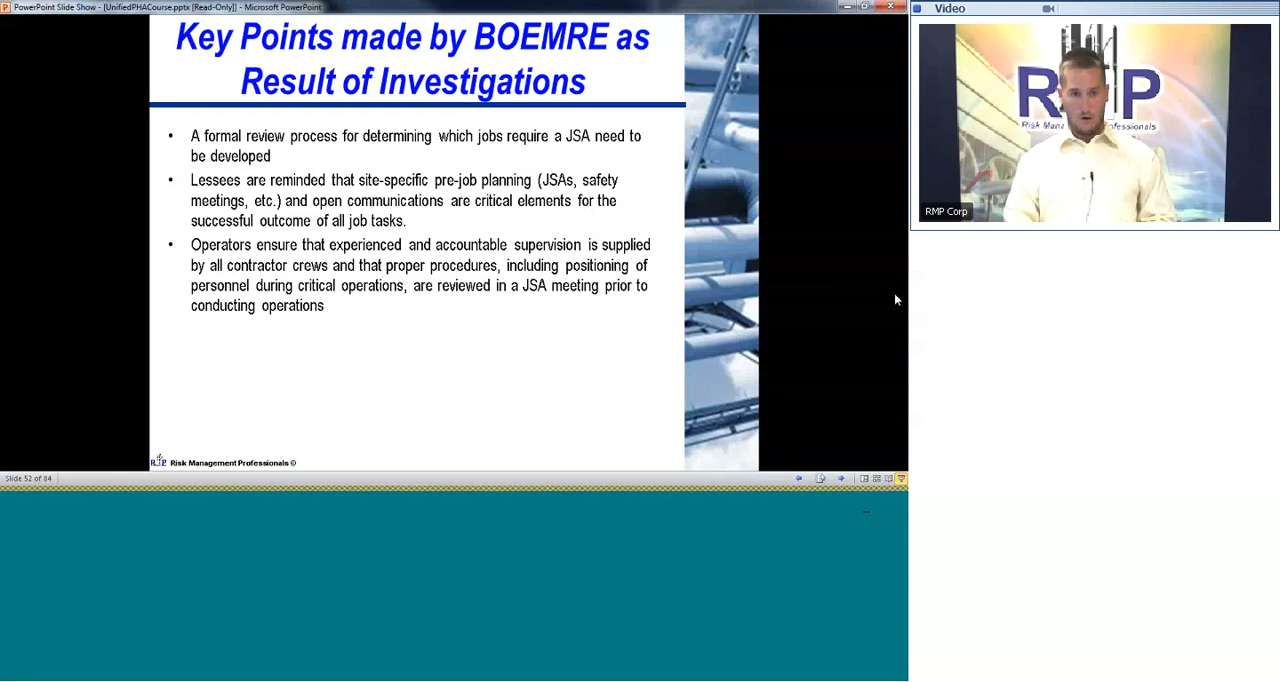 PowerPoint Slide Show - [UnifiedPHACourse.pptx [Read-Only]] - Microsoft PowerPoint
Key Points made by BOEMRE as
Result of Investigations
• A formal review process for determining which jobs require a JSA need to
be developed
• Lessees are reminded that site-specific pre-job planning (JSAs, safety
meetings, etc.) and open communications are critical elements for the
successful outcome of all job tasks.
• Operators ensure that experienced and accountable supervision is supplied
by all contractor crews and that proper procedures, including positioning of
personnel during critical operations, are reviewed in a JSA meeting prior to
conducting operations
Risk Management Professionals ©
Slide 52 of 84
Video
R P
RMP Corp